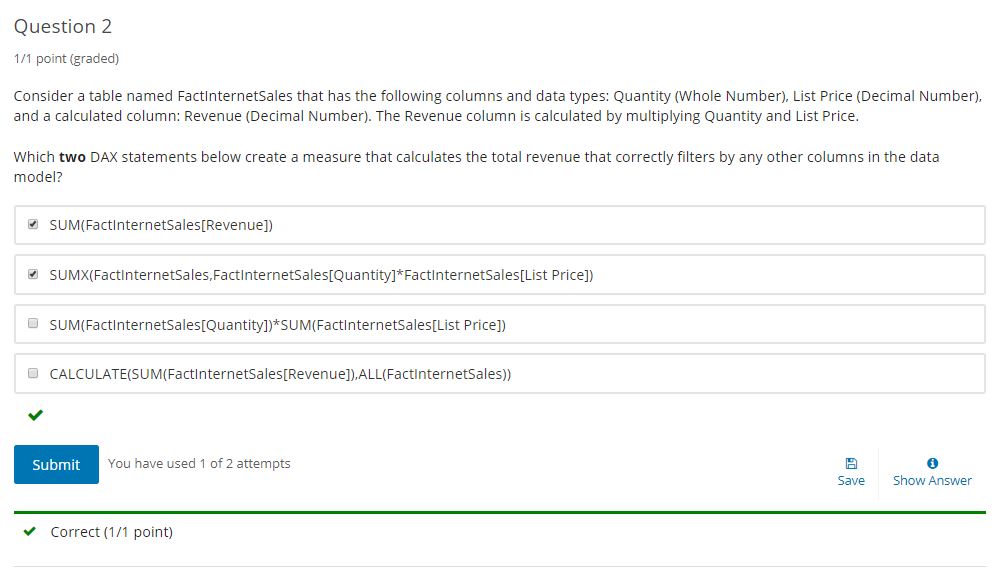 Question 2
1/1 point (graded)
Consider a table named FactInternetSales that has the following columns and data types: Quantity (Whole Number), List Price (Decimal Number),
and a calculated column: Revenue (Decimal Number). The Revenue column is calculated by multiplying Quantity and List Price.
Which two DAX statements below create a measure that calculates the total revenue that correctly filters by any other columns in the data
model?
SUM(FactInternetSales[Revenue])
SUMX(FactInternetSales,FactInternetSales[Quantity]*FactInternetSales[List Price])
SUM(FactInternetSales[Quantity])*SUM(FactInternetSales[List Price])
CALCULATE(SUM(FactInternetSales[Revenue]),ALL(FactInternetSales))
Submit
You have used 1 of 2 attempts
Save
Show Answer
Correct (1/1 point)